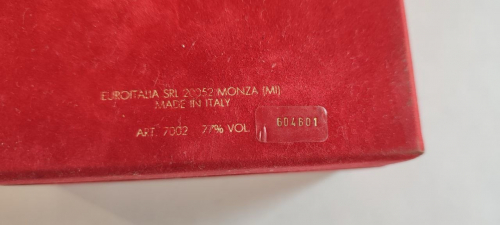 EUROITALIA SRL 20052 MONZA (MI)
MADE IN ITALY
ART. 7002 77% VOL. 604601